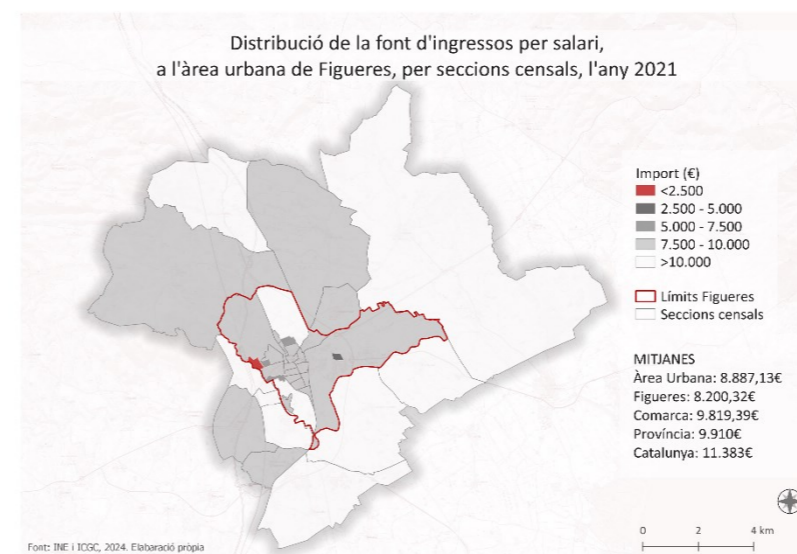 Distribució de la font d'ingressos per salari,
a l'àrea urbana de Figueres, per seccions censals, l'any 2021
Import (€)
<2.500
2.500 - 5.000
5.000 - 7.500
7.500 - 10.000
>10.000
Límits Figueres
Seccions censals
MITJANES
Àrea Urbana: 8.887,13€
Figueres: 8.200,32€
Comarca: 9.819,39€
Província: 9.910€
Catalunya: 11.383€
0 2 4 km
Font: INE i ICGC, 2024. Elabaració pròpia